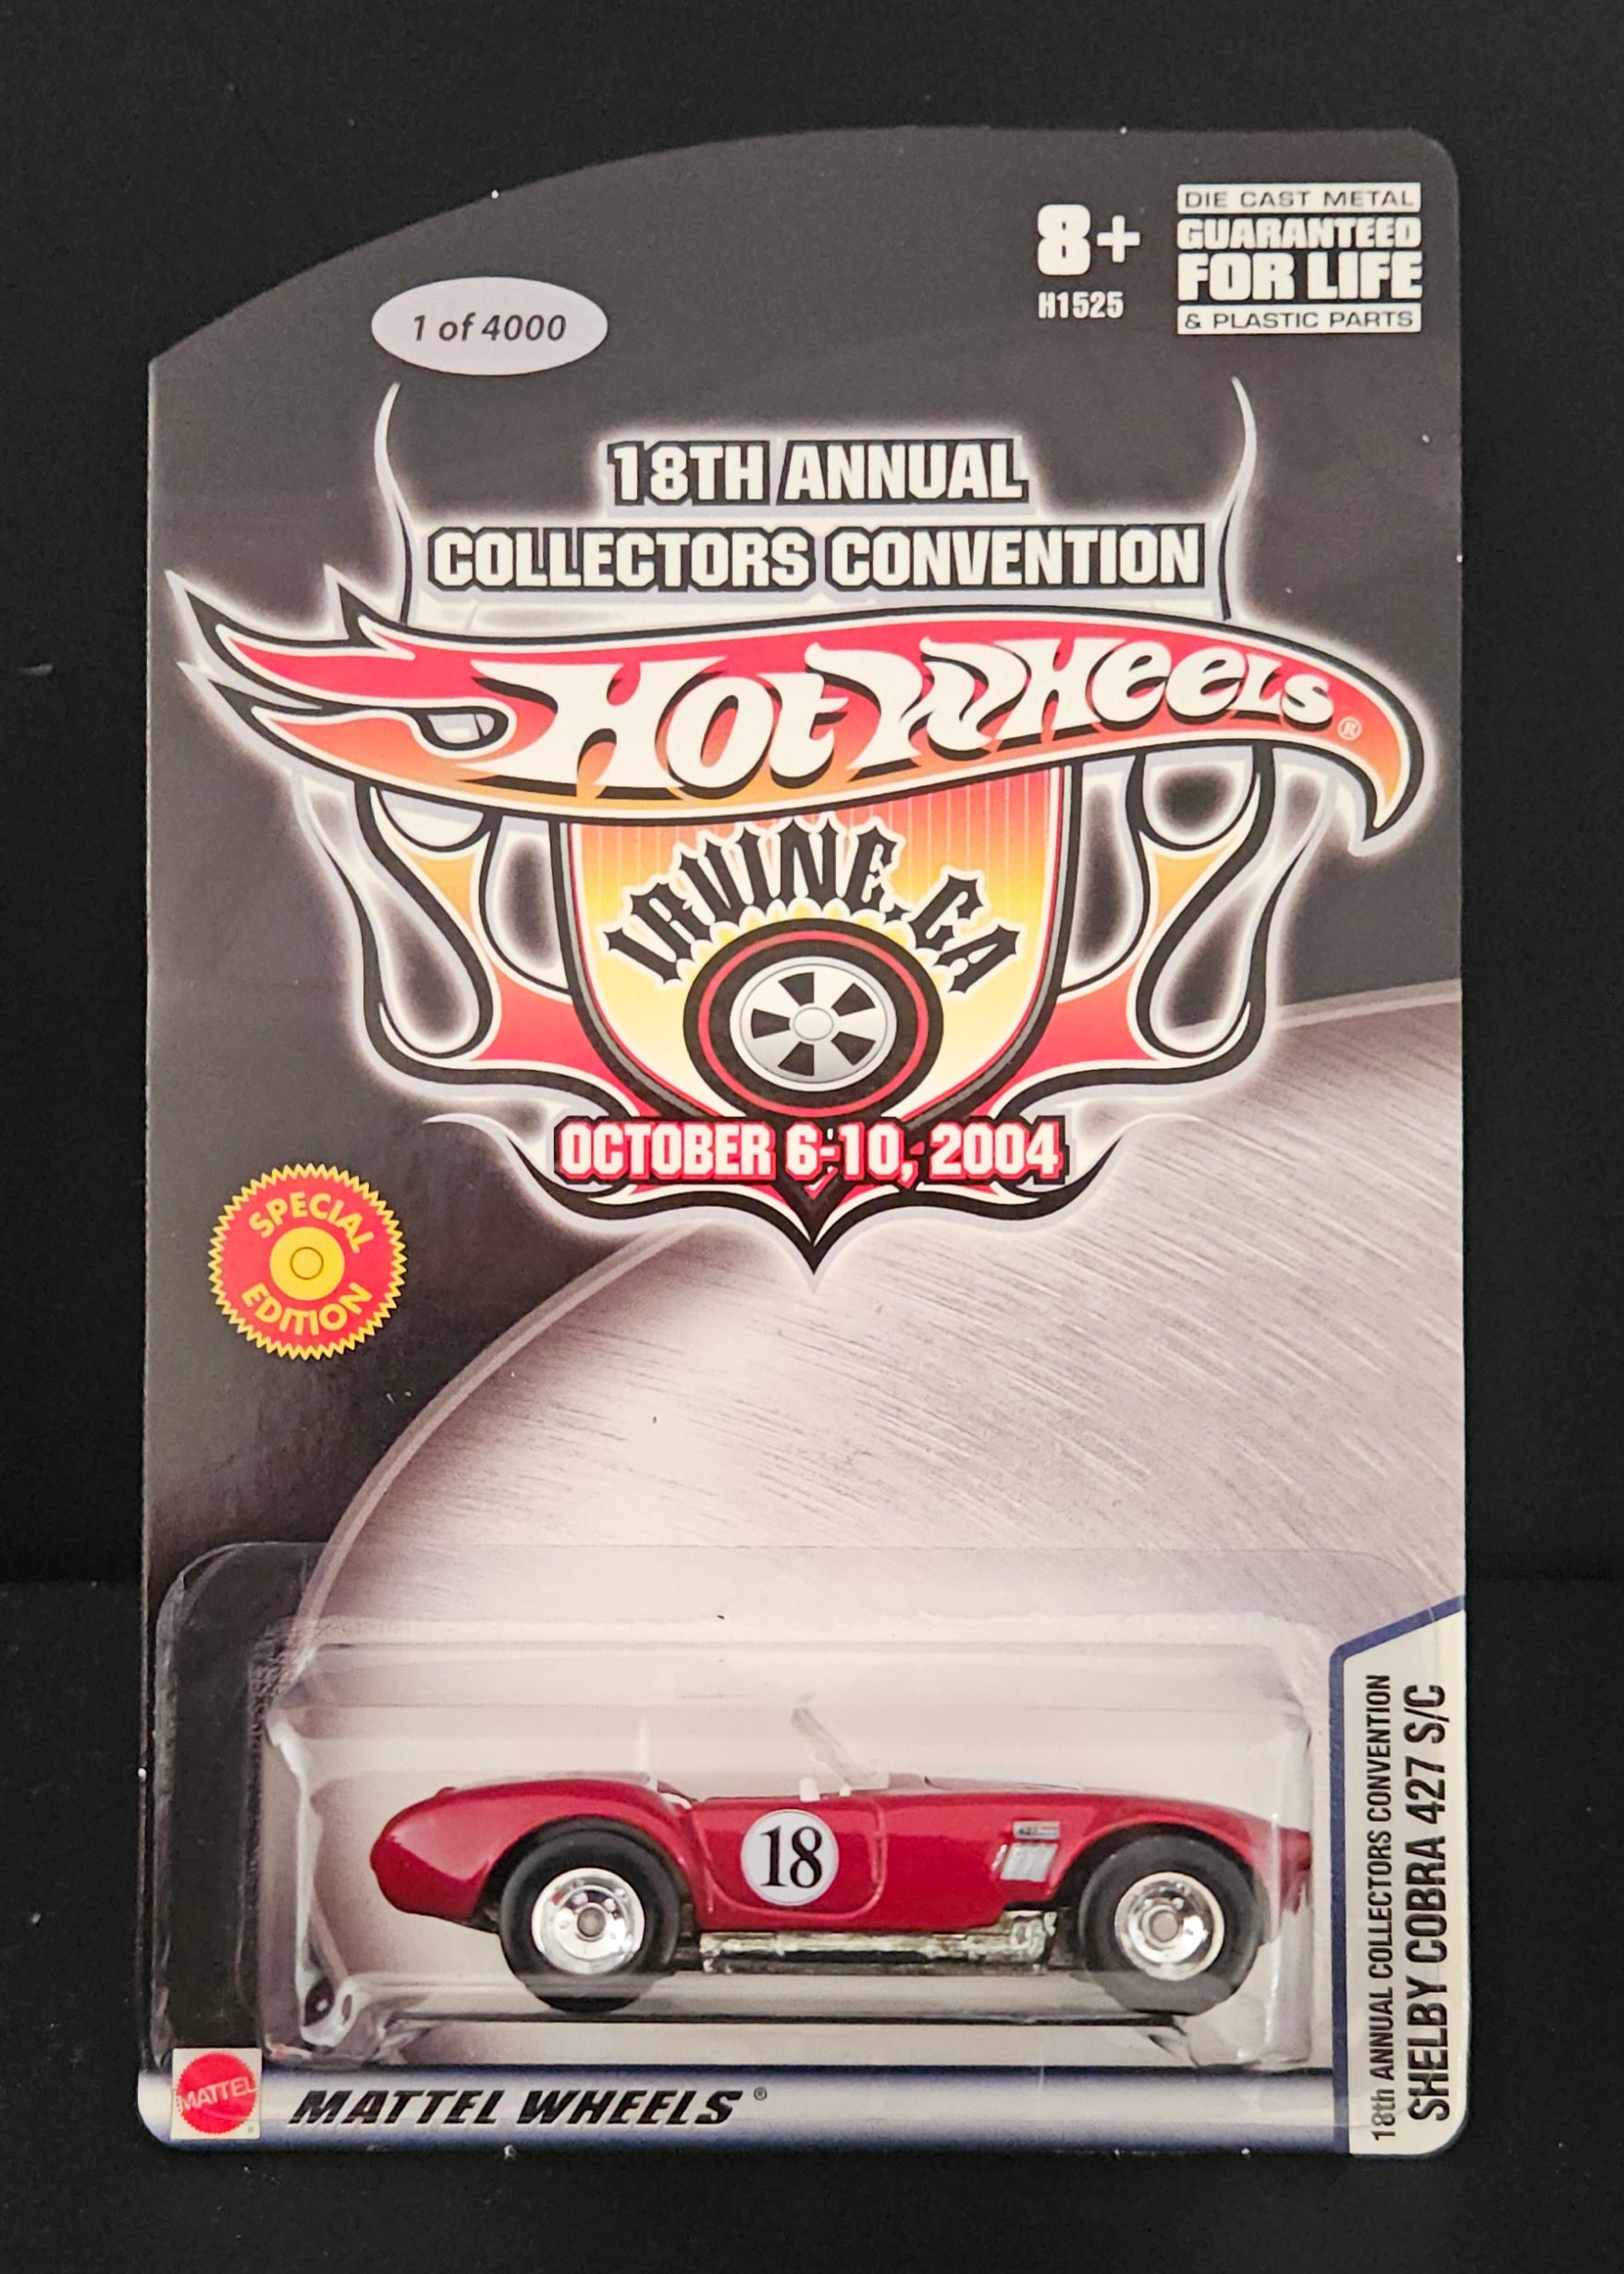 8+
H1525
DIE CAST METAL
GUARANTEED
FOR LIFE
& PLASTIC PARTS
1 of 4000
18TH ANNUAL
COLLECTORS CONVENTION
Hot Wheels®
IRVINE, CA
OCTOBER 6-10, 2004
SPECIAL
EDITION
18
427
MATTEL
MATTEL WHEELS®
18th ANNUAL COLLECTORS CONVENTION
SHELBY COBRA 427 S/C